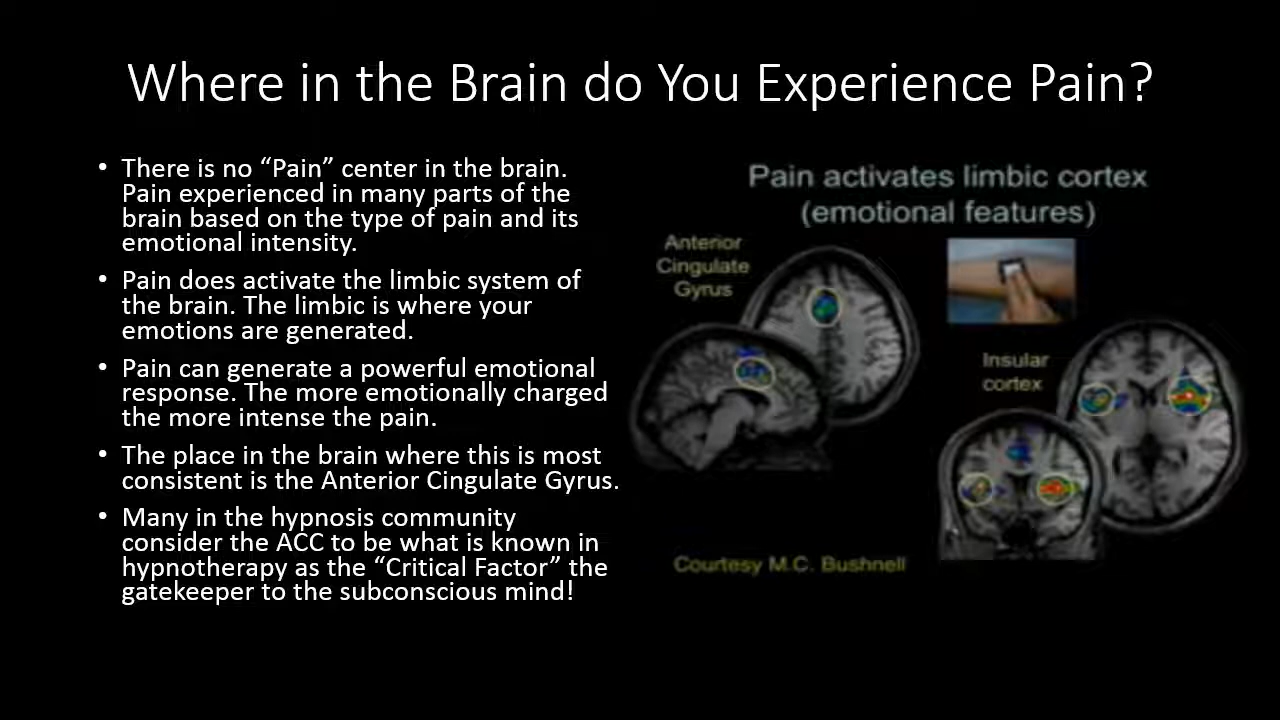 Where in the Brain do You Experience Pain?
• There is no “Pain” center in the brain.
Pain experienced in many parts of the
brain based on the type of pain and its
emotional intensity.
• Pain does activate the limbic system of
the brain. The limbic is where your
emotions are generated.
• Pain can generate a powerful emotional
response. The more emotionally charged
the more intense the pain.
• The place in the brain where this is most
consistent is the Anterior Cingulate Gyrus.
• Many in the hypnosis community
consider the ACC to be what is known in
hypnotherapy as the “Critical Factor” the
gatekeeper to the subconscious mind!
Pain activates limbic cortex
(emotional features)
Anterior
Cingulate
Gyrus
Insular
cortex
Courtesy M.C. Bushnell